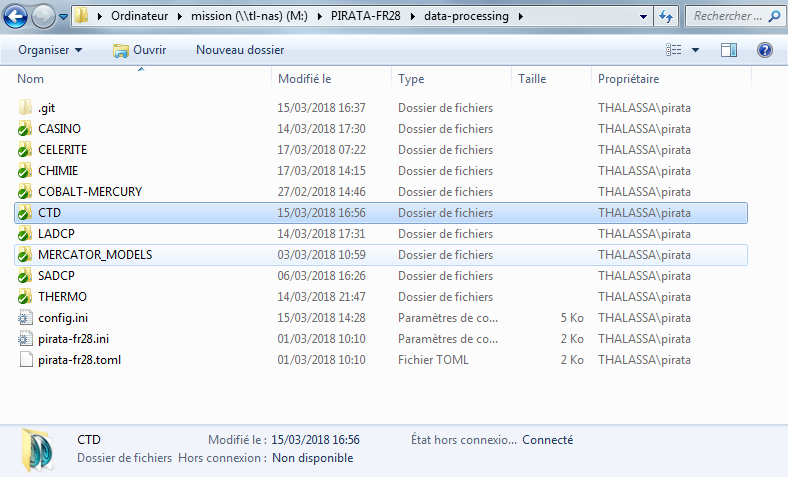 Ordinateur ▸ mission (\\tl-nas) (M:) ▸ PIRATA-FR28 ▸ data-processing ▸ Rechercher ...
Organiser Ouvrir Nouveau dossier
Nom Modifié le Type Taille Propriétaire
.git 15/03/2018 16:37 Dossier de fichiers THALASSA\pirata
CASINO 14/03/2018 17:30 Dossier de fichiers THALASSA\pirata
CELERITE 17/03/2018 07:22 Dossier de fichiers THALASSA\pirata
CHIMIE 17/03/2018 14:15 Dossier de fichiers THALASSA\pirata
COBALT-MERCURY 27/02/2018 14:46 Dossier de fichiers THALASSA\pirata
CTD 15/03/2018 16:56 Dossier de fichiers THALASSA\pirata
LADCP 14/03/2018 17:31 Dossier de fichiers THALASSA\pirata
MERCATOR_MODELS 03/03/2018 10:59 Dossier de fichiers THALASSA\pirata
SADCP 06/03/2018 16:26 Dossier de fichiers THALASSA\pirata
THERMO 14/03/2018 21:47 Dossier de fichiers THALASSA\pirata
config.ini 15/03/2018 14:28 Paramètres de co... 5 Ko THALASSA\pirata
pirata-fr28.ini 01/03/2018 10:10 Paramètres de co... 2 Ko THALASSA\pirata
pirata-fr28.toml 01/03/2018 10:10 Fichier TOML 2 Ko THALASSA\pirata
CTD Modifié le : 15/03/2018 16:56 État hors connexio... Connecté
Dossier de fichiers Hors connexion : Non disponible